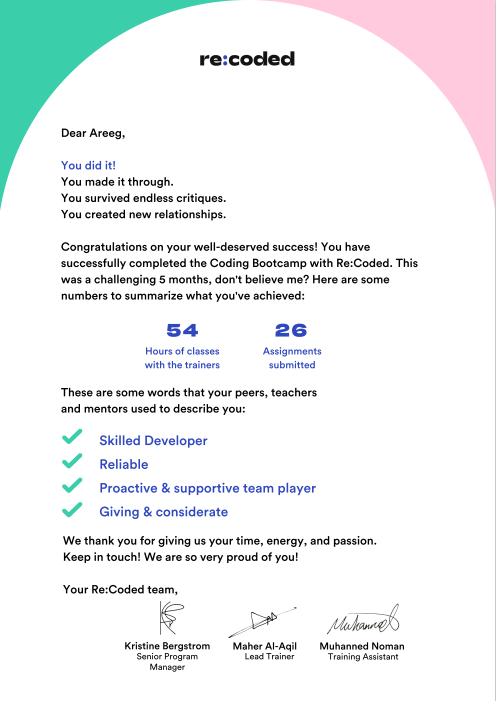 re:coded
Dear Areeg,
You did it!
You made it through.
You survived endless critiques.
You created new relationships.
Congratulations on your well-deserved success! You have
successfully completed the Coding Bootcamp with Re:Coded. This
was a challenging 5 months, don't believe me? Here are some
numbers to summarize what you've achieved:
54
Hours of classes
with the trainers
26
Assignments
submitted
These are some words that your peers, teachers
and mentors used to describe you:
Skilled Developer
Reliable
Proactive & supportive team player
Giving & considerate
We thank you for giving us your time, energy, and passion.
Keep in touch! We are so very proud of you!
Your Re:Coded team,
Kristine Bergstrom
Senior Program
Manager
Maher Al-Aqil
Lead Trainer
Muhanned
Muhanned Noman
Training Assistant